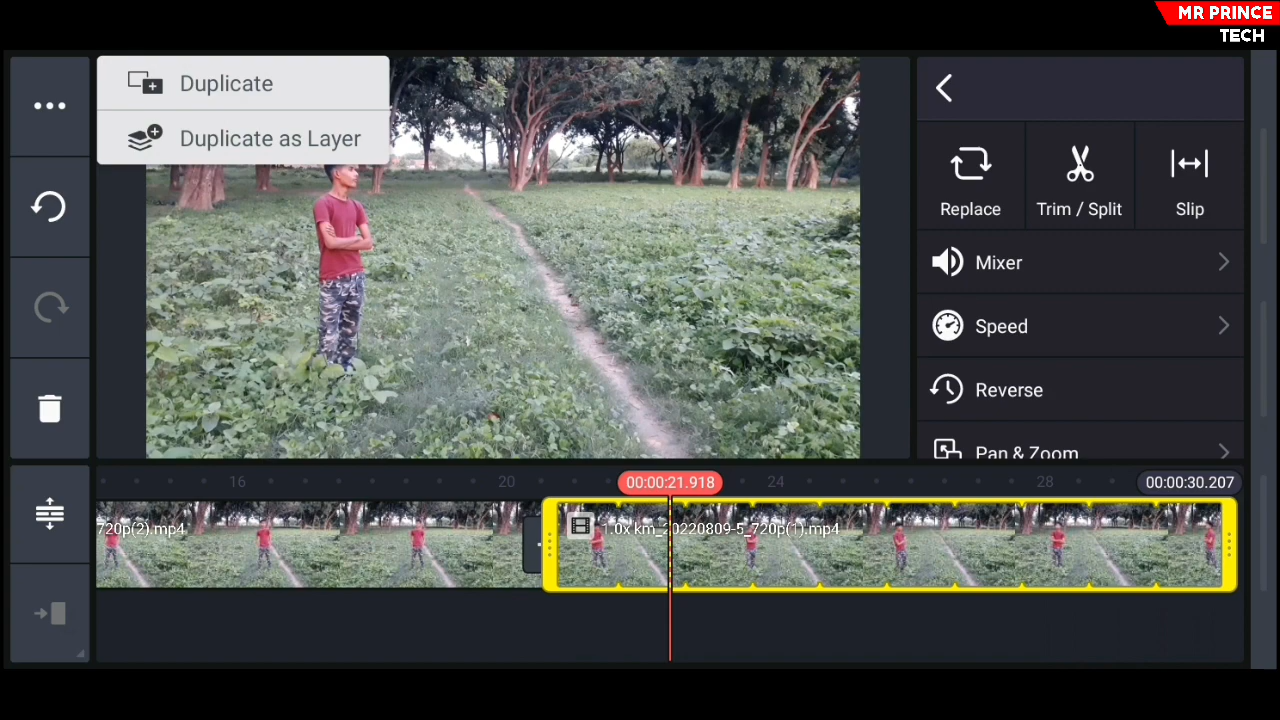 MR PRINCE
TECH
Duplicate
Duplicate as Layer
Replace
Trim / Split
Slip
Mixer
Speed
Reverse
Pan & Zoom
16
20
00:00:21.918
24
28
00:00:30.207
720p(2).mp4
1.0x km_20220809-5_720p(1).mp4